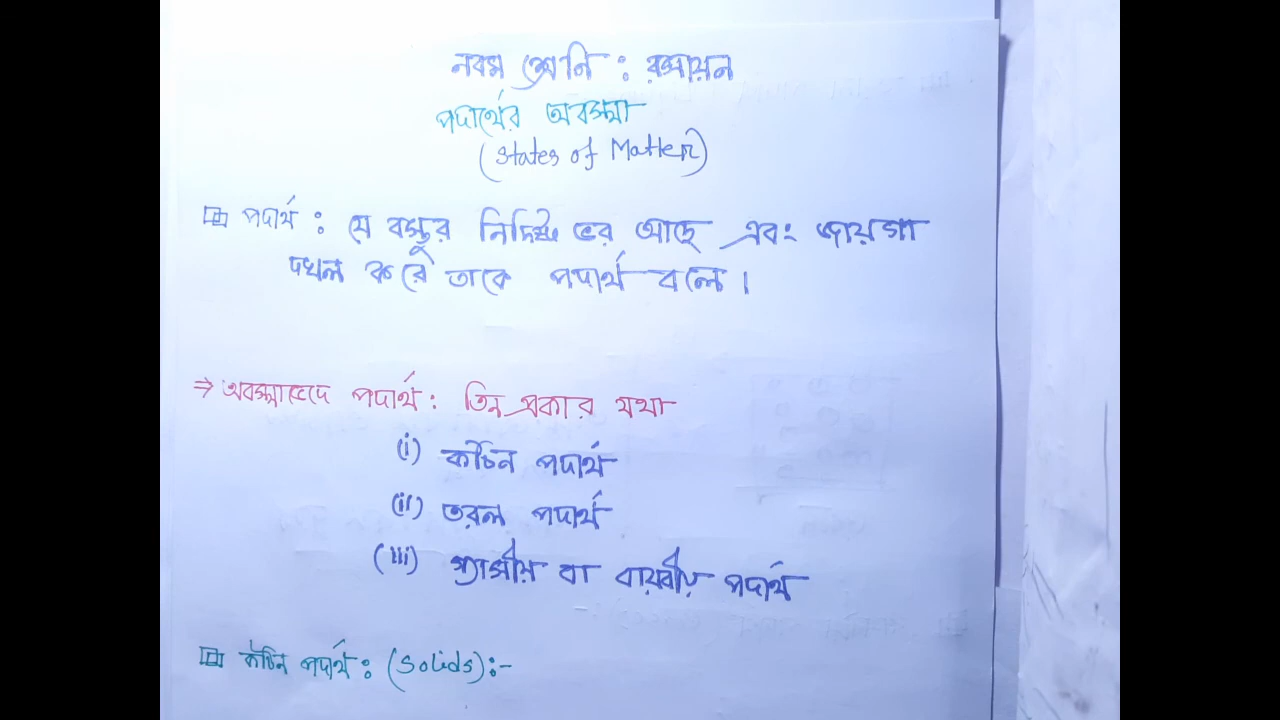 নবম শ্রেনি : রসায়ন
পদার্থের অবস্থা
(States of Matter)
পদার্থ : যে বস্তুর নির্দিষ্ট ভর আছে এবং জায়গা
দখল করে তাকে পদার্থ বলে।
⇒ অবস্থাভেদে পদার্থ : তিন প্রকার যথা
(i) কঠিন পদার্থ
(ii) তরল পদার্থ
(iii) গ্যাসীয় বা বায়বীয় পদার্থ
কঠিন পদার্থ : (Solids):-